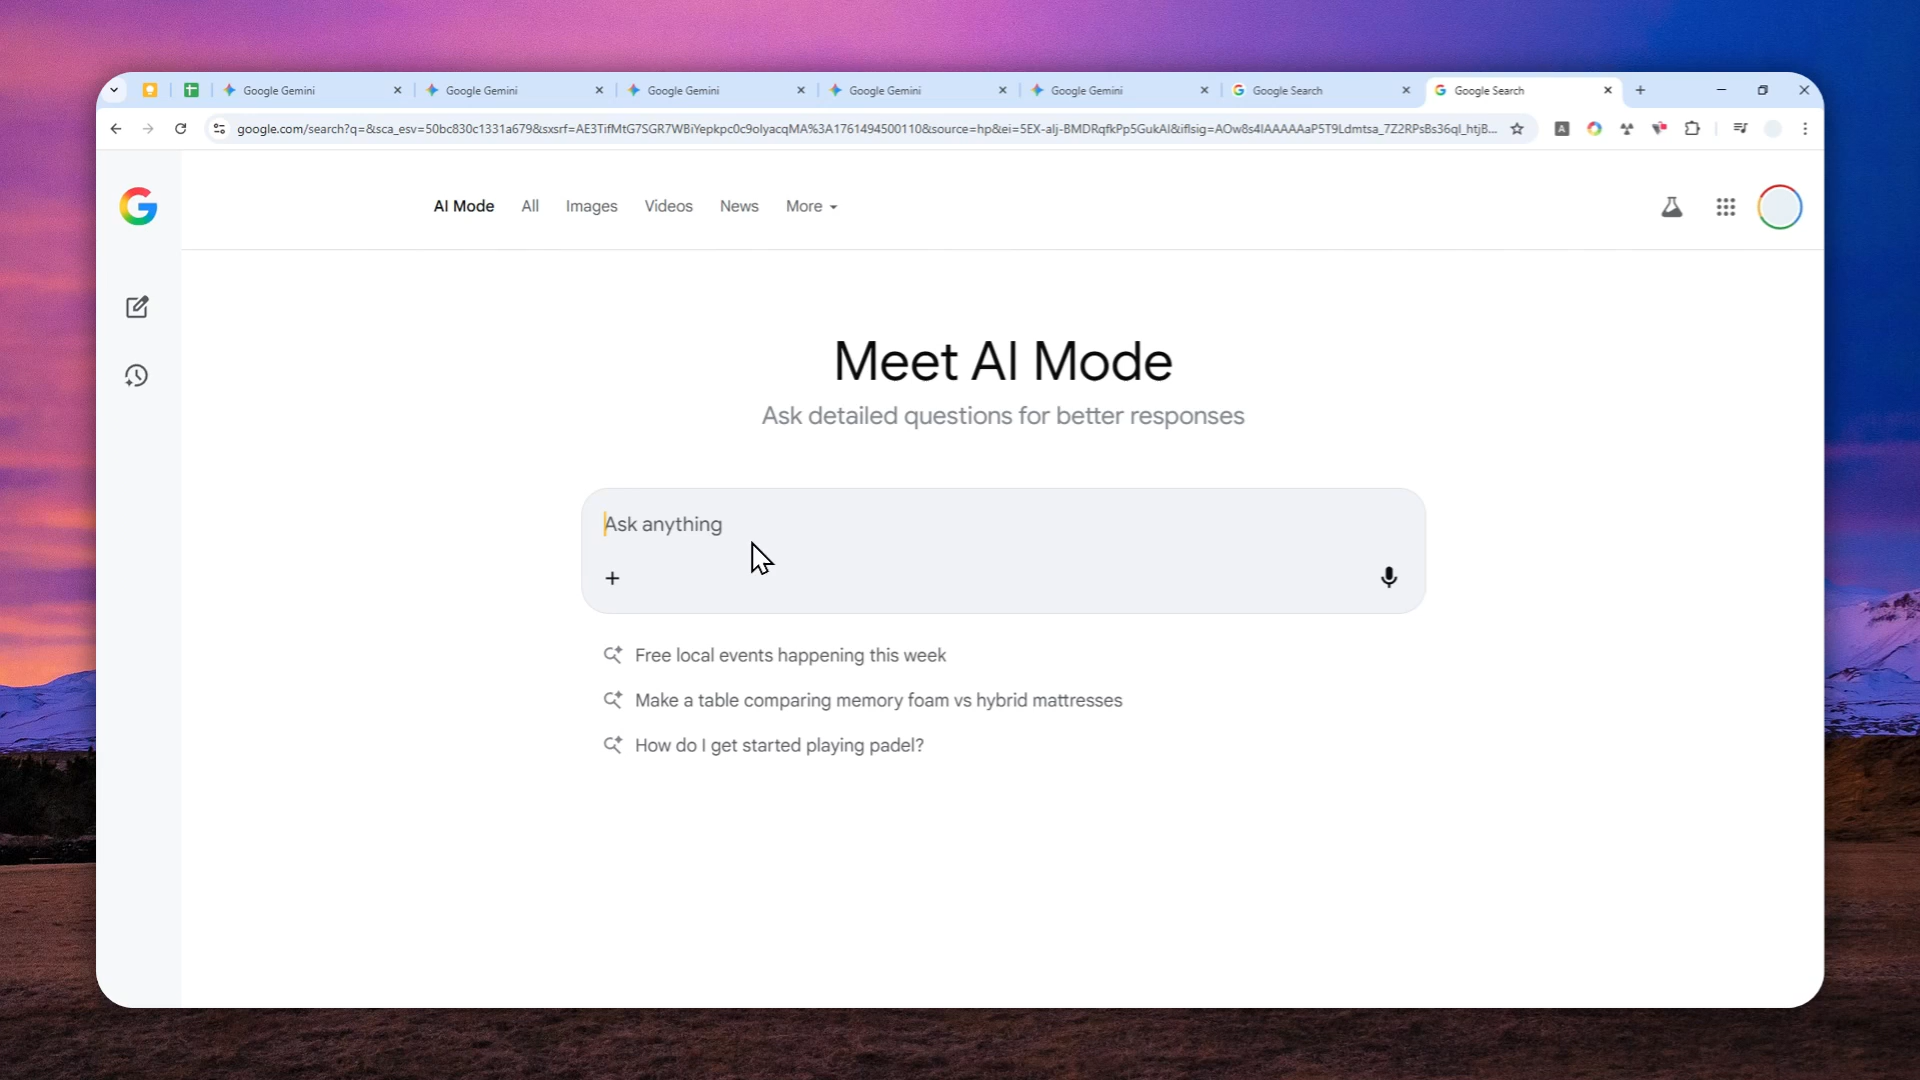 Google Gemini
Google Gemini
Google Gemini
Google Gemini
Google Gemini
Google Search
Google Search
AI Mode
All
Images
Videos
News
More
Meet AI Mode
Ask detailed questions for better responses
Ask anything
Free local events happening this week
Make a table comparing memory foam vs hybrid mattresses
How do I get started playing padel?